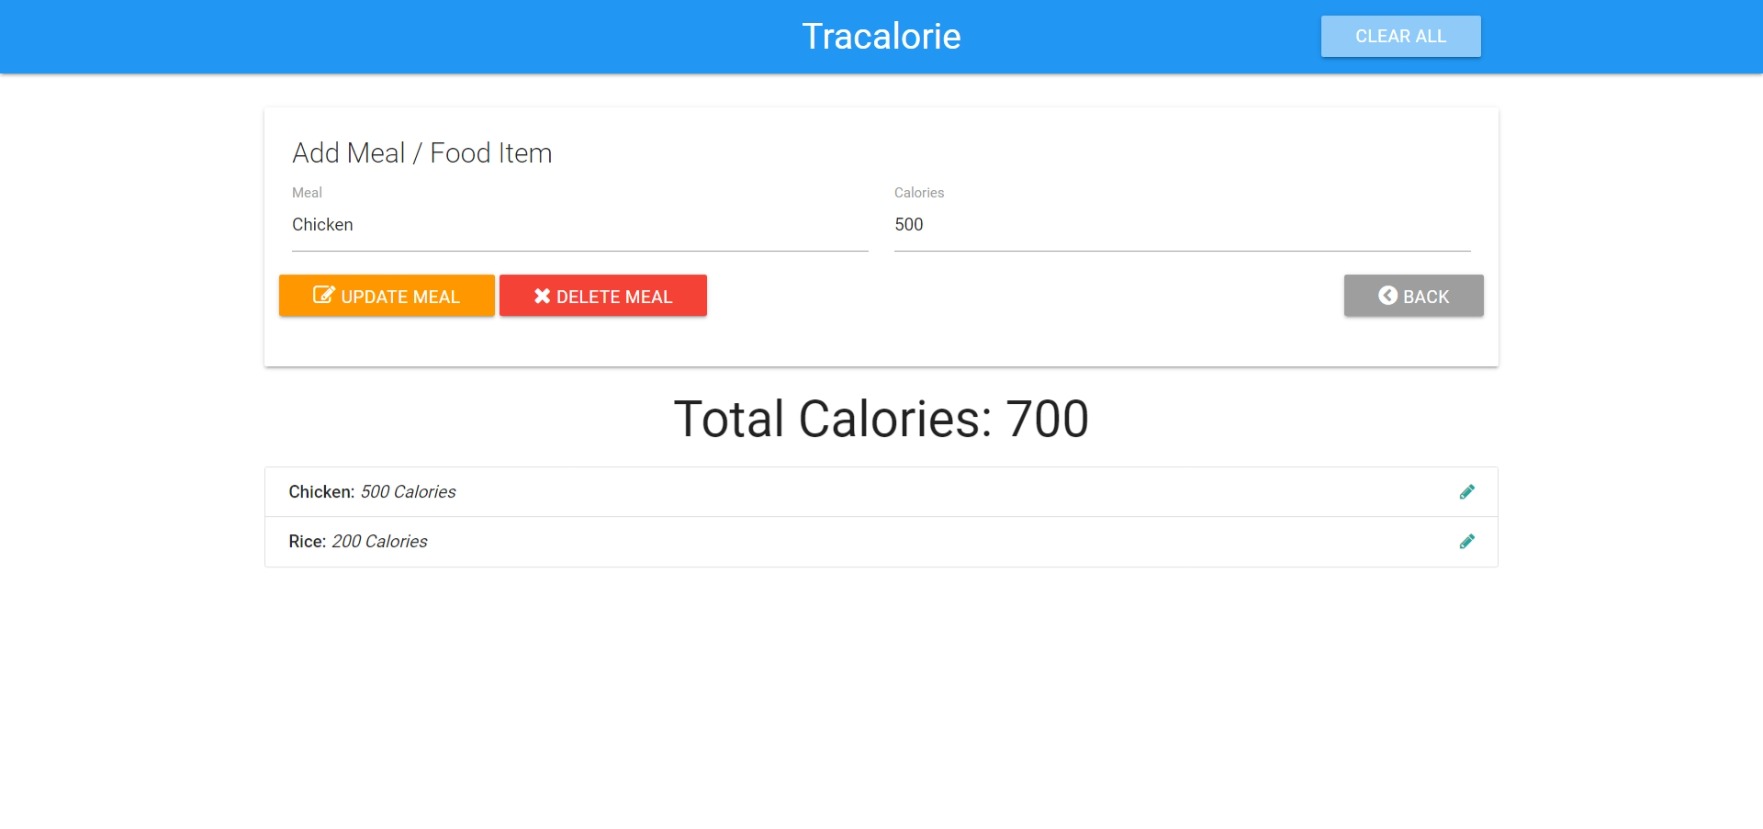 Tracalorie
CLEAR ALL
Add Meal / Food Item
Meal
Chicken
Calories
500
UPDATE MEAL
DELETE MEAL
BACK
Total Calories: 700
Chicken: 500 Calories
Rice: 200 Calories